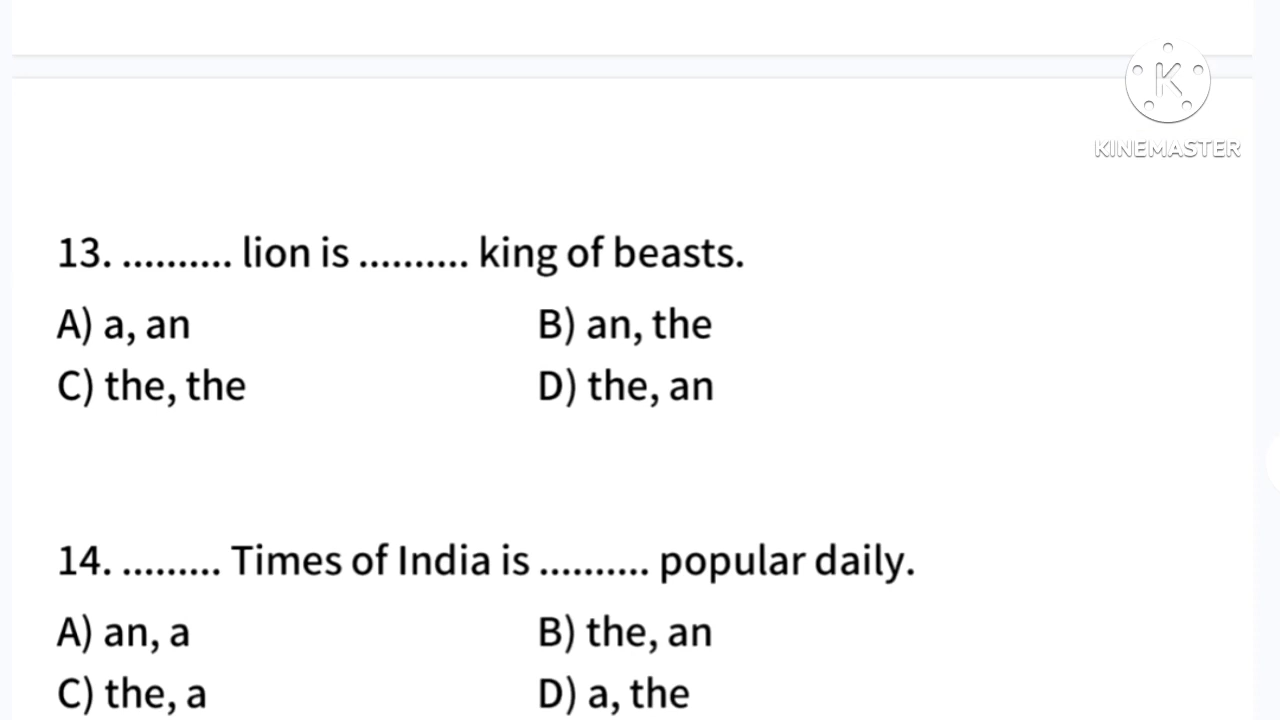 K
KINEMASTER
13. .......... lion is .......... king of beasts.
A) a, an B) an, the
C) the, the D) the, an
14. ......... Times of India is .......... popular daily.
A) an, a B) the, an
C) the, a D) a, the